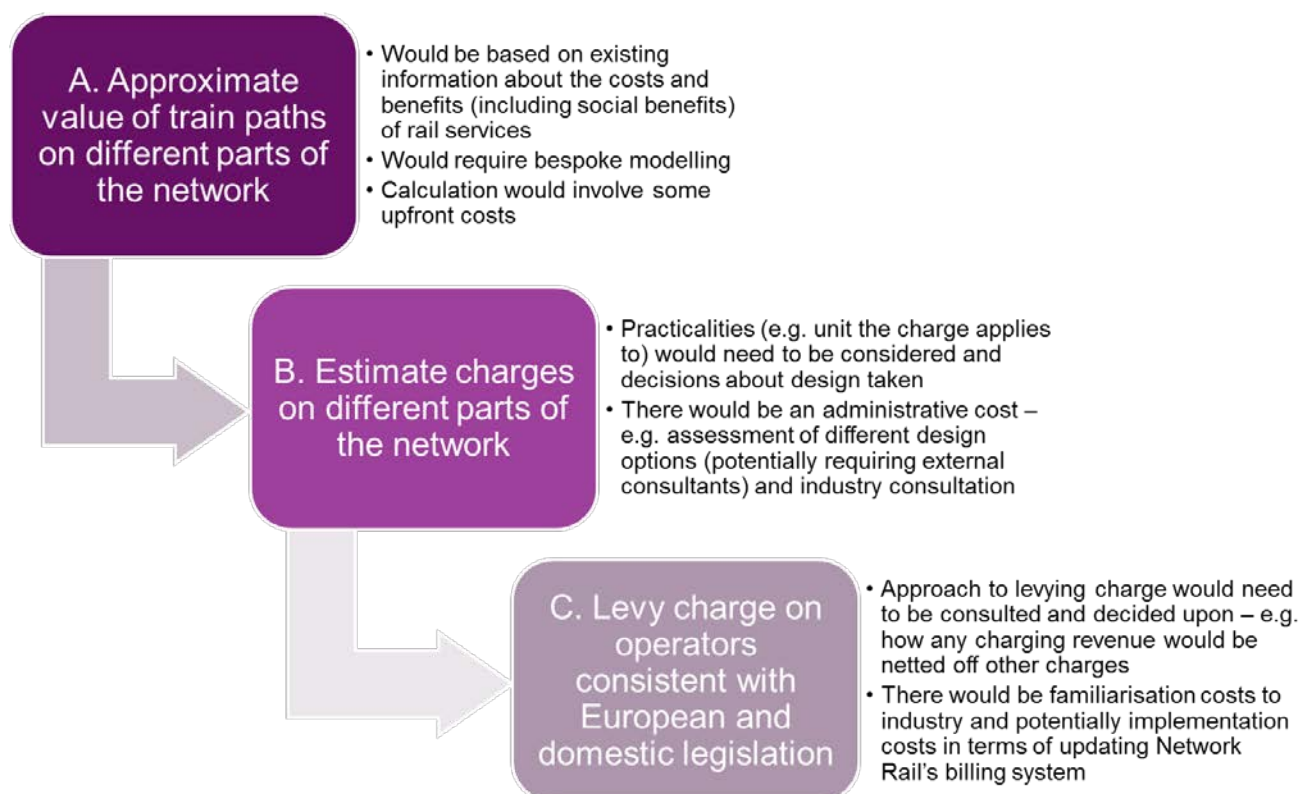 A. Approximate
value of train paths
on different parts of
the network
• Would be based on existing
information about the costs and
benefits (including social benefits)
of rail services
• Would require bespoke modelling
• Calculation would involve some
upfront costs
B. Estimate charges
on different parts of
the network
• Practicalities (e.g. unit the charge applies
to) would need to be considered and
decisions about design taken
• There would be an administrative cost –
e.g. assessment of different design
options (potentially requiring external
consultants) and industry consultation
C. Levy charge on
operators
consistent with
European and
domestic legislation
• Approach to levying charge would need
to be consulted and decided upon – e.g.
how any charging revenue would be
netted off other charges
• There would be familiarisation costs to
industry and potentially implementation
costs in terms of updating Network
Rail's billing system